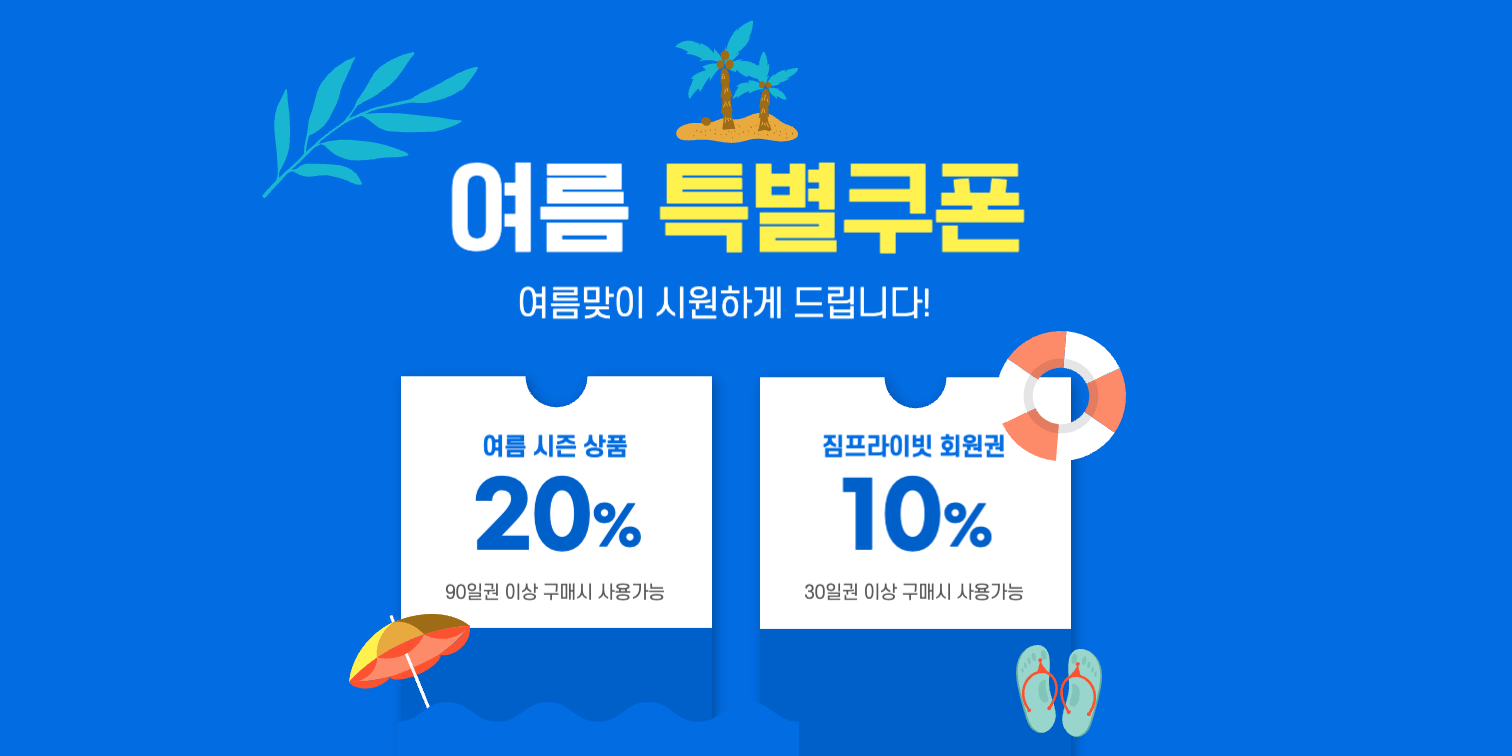 여름 특별쿠폰
여름맞이 시원하게 드립니다!
여름 시즌 상품
20%
90일권 이상 구매시 사용가능
짐프라이빗 회원권
10%
30일권 이상 구매시 사용가능